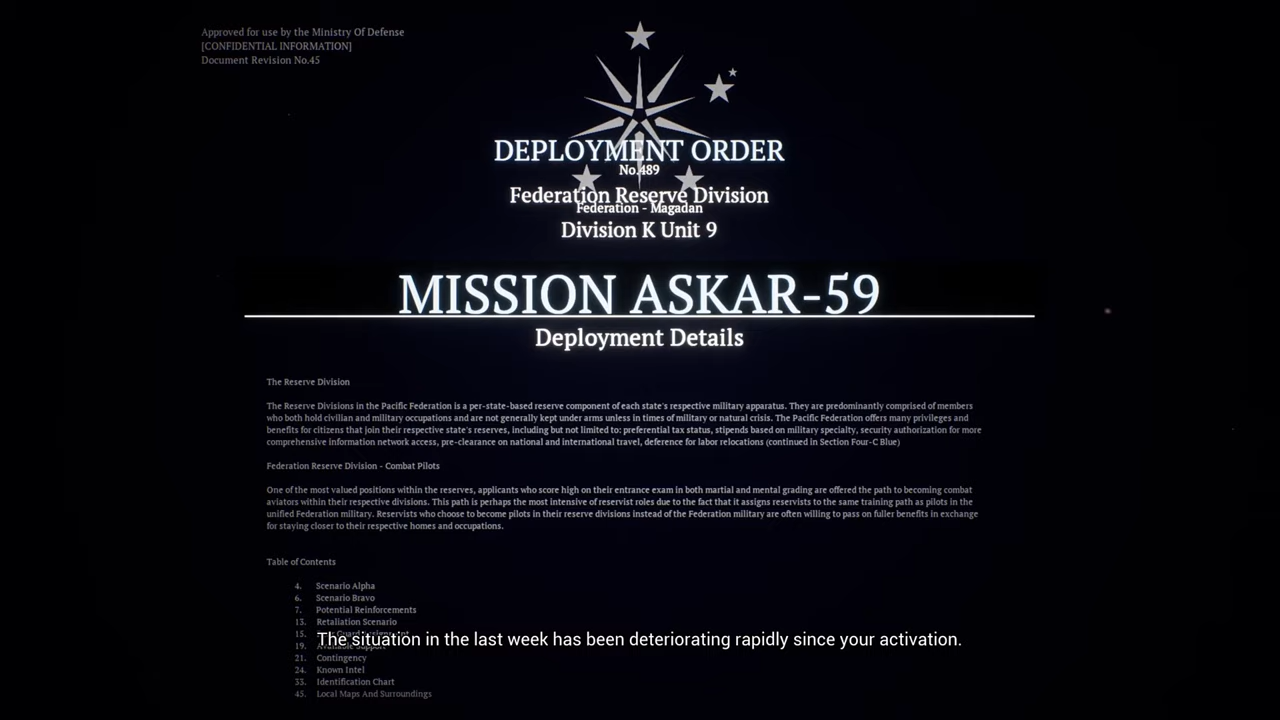 Approved for use by the Ministry Of Defense
[CONFIDENTIAL INFORMATION]
Document Revision No.45
DEPLOYMENT ORDER
No.489
Federation Reserve Division
Federation - Magadan
Division K Unit 9
MISSION ASKAR-59
Deployment Details
The Reserve Division
The Reserve Divisions in the Pacific Federation is a per-state-based reserve component of each state's respective military apparatus. They are predominantly comprised of members
who both hold civilian and military occupations and are not generally kept under arms unless in times of military or natural crisis. The Pacific Federation offers many privileges and
benefits for citizens that join their respective state's reserves, including but not limited to: preferential tax status, stipends based on military specialty, security authorization for more
comprehensive information network access, pre-clearance on national and international travel, deference for labor relocations (continued in Section Four-C Blue)
Federation Reserve Division - Combat Pilots
One of the most valued positions within the reserves, applicants who score high on their entrance exam in both martial and mental grading are offered the path to becoming combat
aviators within their respective divisions. This path is perhaps the most intensive of reservist roles due to the fact that it assigns reservists to the same training path as pilots in the
unified Federation military. Reservists who choose to become pilots in their reserve divisions instead of the Federation military are often willing to pass on fuller benefits in exchange
for staying closer to their respective homes and occupations.
Table of Contents
4. Scenario Alpha
6. Scenario Bravo
7. Potential Reinforcements
13. Retaliation Scenario
15.
The situation in the last week has been deteriorating rapidly since your activation.
19. Available Support
21. Contingency
24. Known Intel
33. Identification Chart
45. Local Maps And Surroundings